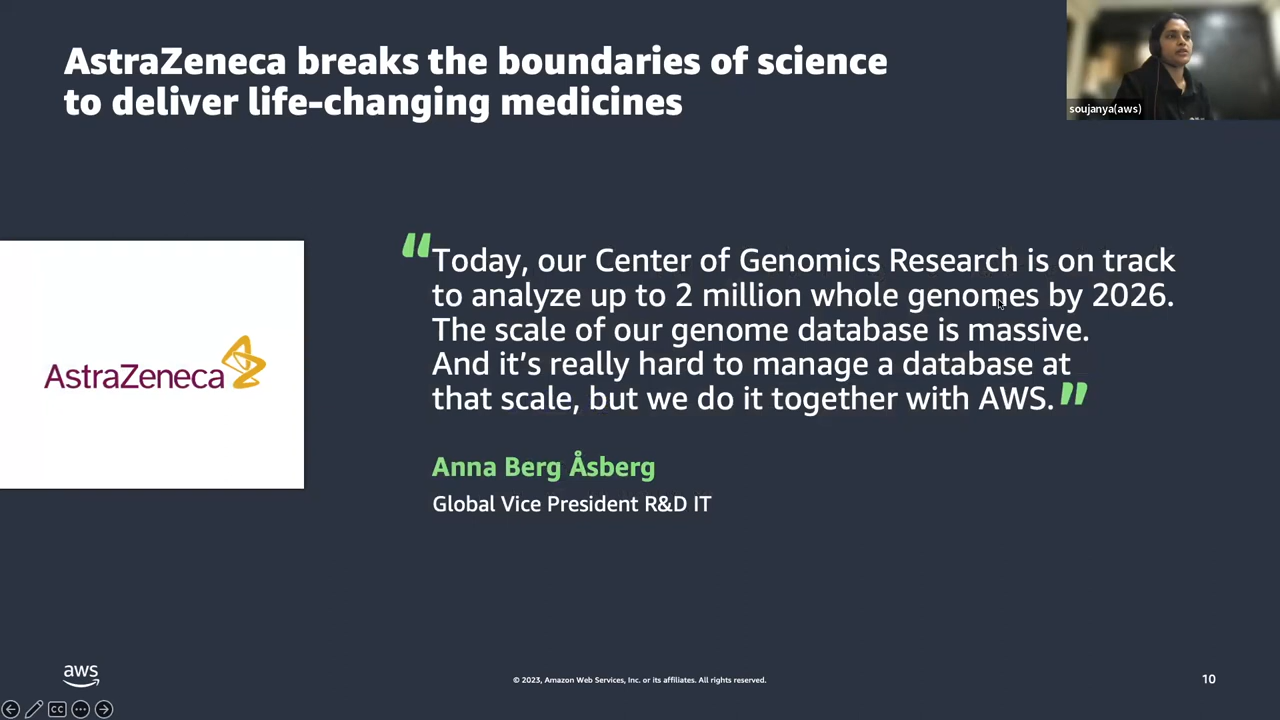 AstraZeneca breaks the boundaries of science
to deliver life-changing medicines
soujanya(aws)
AstraZeneca
“Today, our Center of Genomics Research is on track
to analyze up to 2 million whole genomes by 2026.
The scale of our genome database is massive.
And it’s really hard to manage a database at
that scale, but we do it together with AWS.”
Anna Berg Åsberg
Global Vice President R&D IT
aws
© 2023, Amazon Web Services, Inc. or its affiliates. All rights reserved.
10
CC